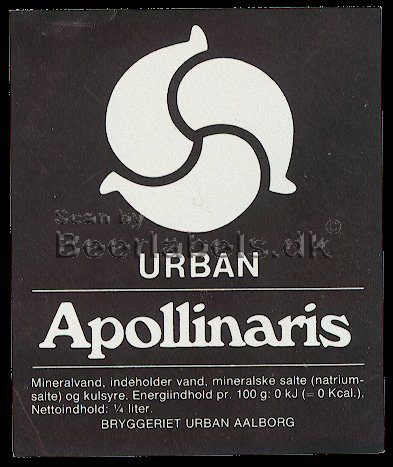 Scan by
Beerlabels.dk ©
URBAN
Apollinaris
Mineralvand, indeholder vand, mineralske salte (natrium-
salte) og kulsyre. Energiindhold pr. 100 g: 0 kJ (= 0 Kcal.),
Nettoindhold: ¼ liter.
BRYGGERIET URBAN AALBORG